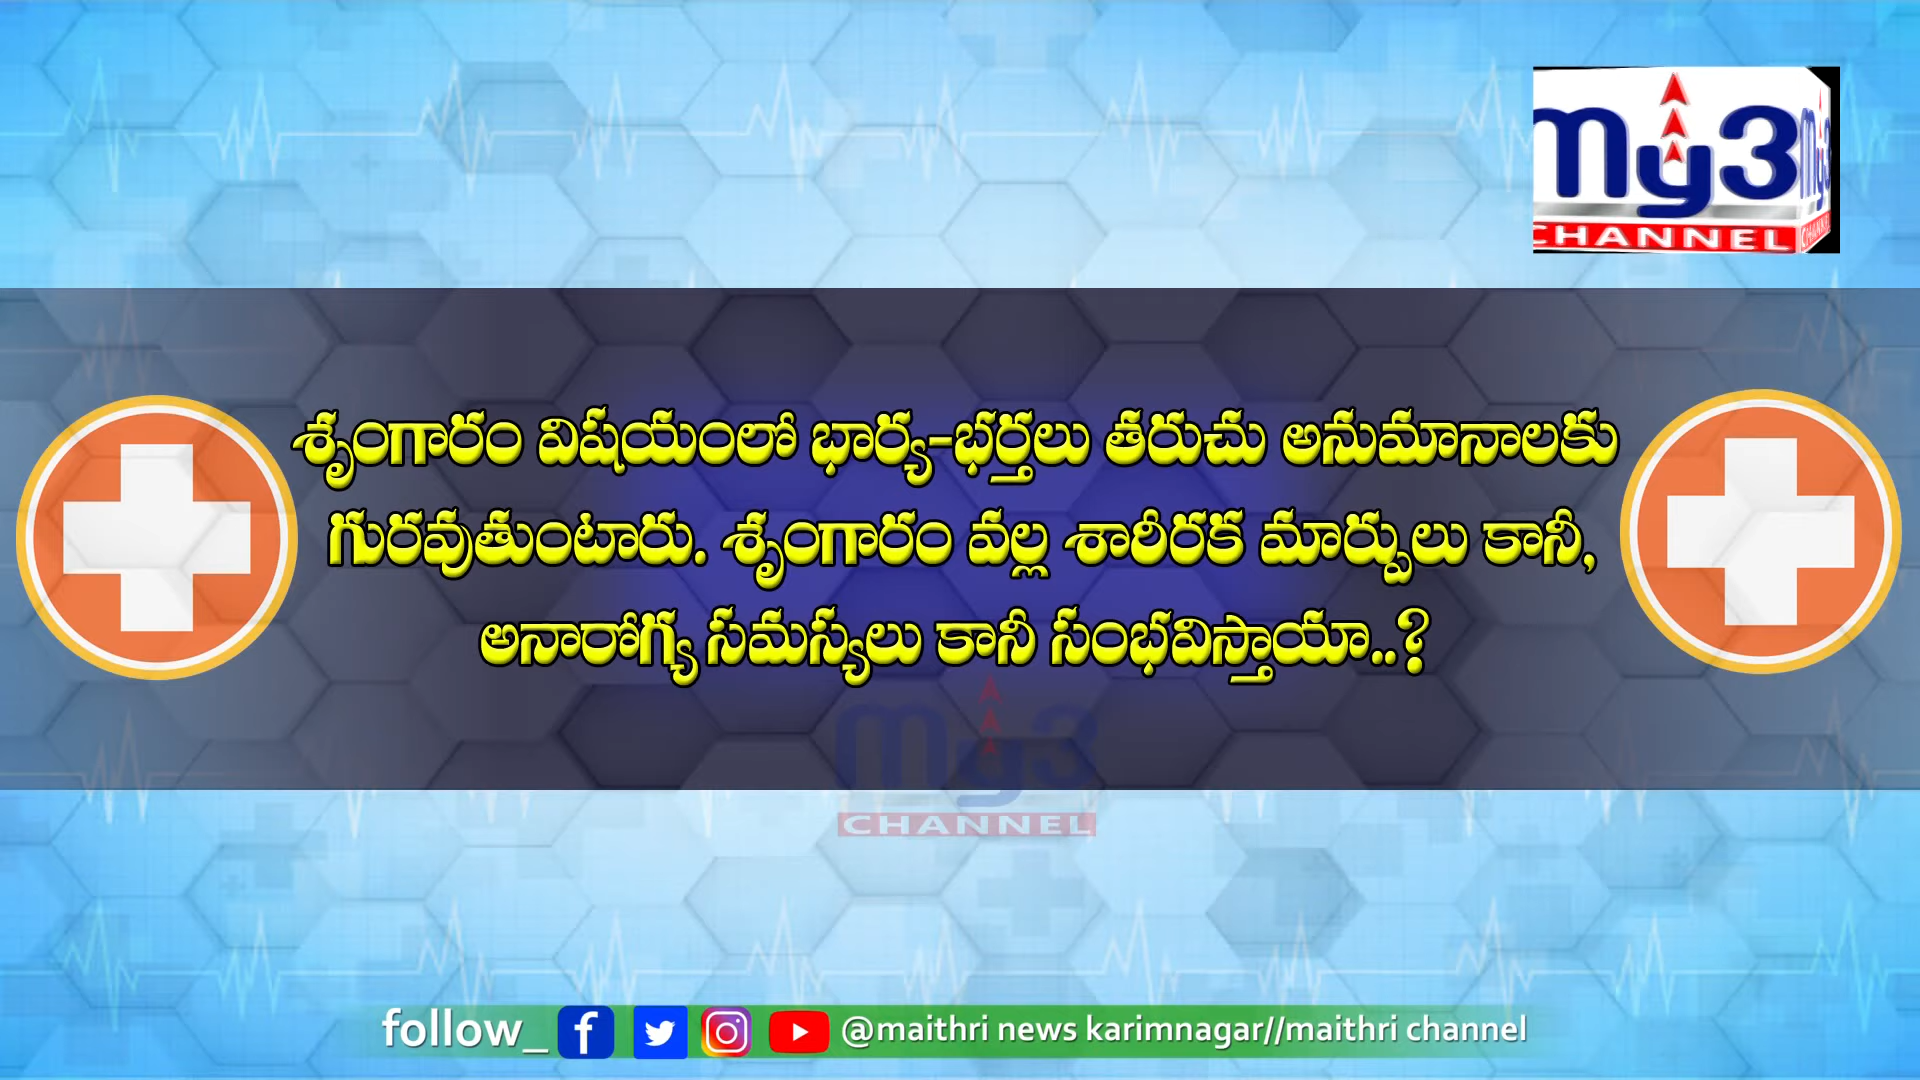 my3
CHANNEL
శృంగారం విషయంలో భార్య-భర్తలు తరుచు అనుమానాలకు
గురవుతుంటారు. శృంగారం వల్ల శారీరక మార్పులు కానీ,
అనారోగ్య సమస్యలు కానీ సంభవిస్తాయా..?
my3
CHANNEL
follow_ @maithri news karimnagar//maithri channel